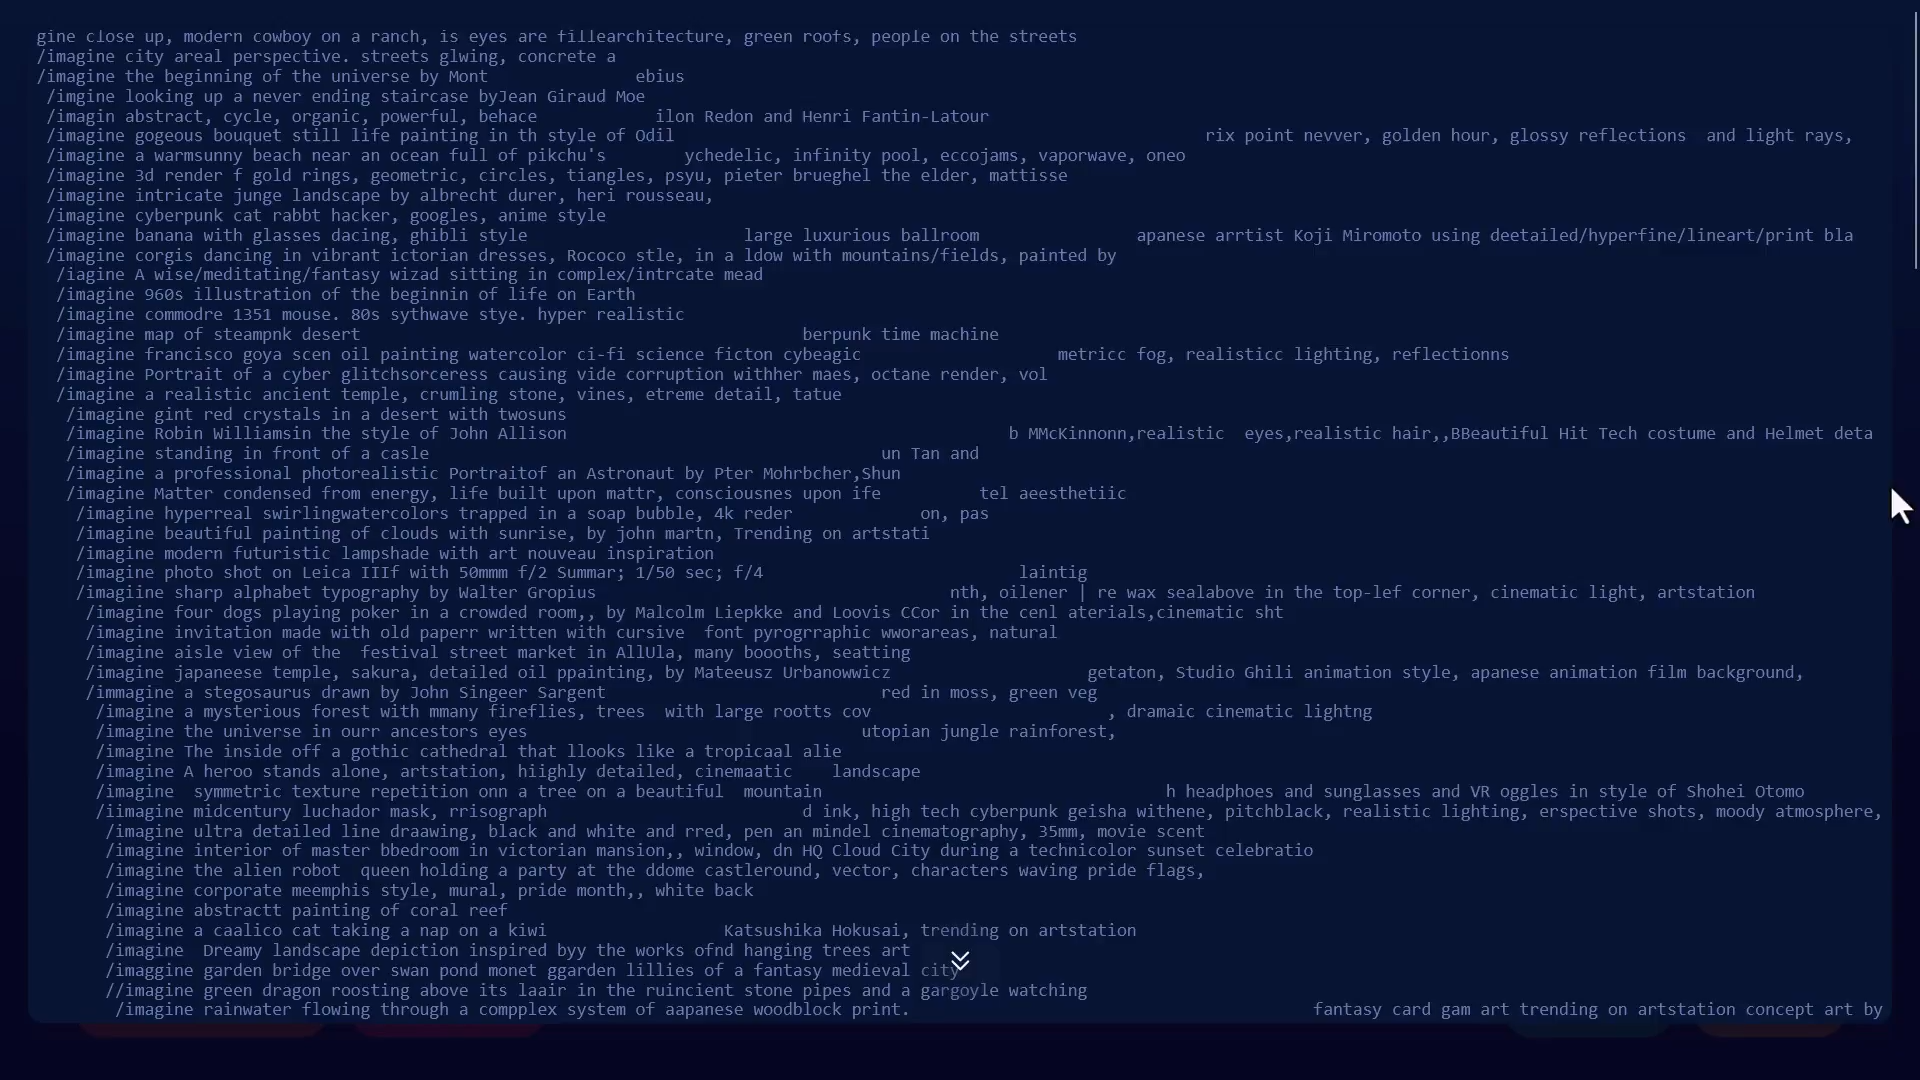 gine close up, modern cowboy on a ranch, is eyes are fillearchitecture, green roofs, people on the streets
/imagine city areal perspective. streets glwing, concrete a
/imagine the beginning of the universe by Mont ebius
/imgine looking up a never ending staircase byJean Giraud Moe
/imagin abstract, cycle, organic, powerful, behace ilon Redon and Henri Fantin-Latour
/imagine gogeous bouquet still life painting in th style of Odil rix point nevver, golden hour, glossy reflections and light rays,
/imagine a warmsunny beach near an ocean full of pikchu's ychedelic, infinity pool, eccojams, vaporwave, oneo
/imagine 3d render f gold rings, geometric, circles, tiangles, psyu, pieter brueghel the elder, mattisse
/imagine intricate junge landscape by albrecht durer, heri rousseau,
/imagine cyberpunk cat rabbt hacker, googles, anime style
/imagine banana with glasses dacing, ghibli style large luxurious ballroom apanese arrtist Koji Miromoto using deetailed/hyperfine/lineart/print bla
/imagine corgis dancing in vibrant ictorian dresses, Rococo stle, in a ldow with mountains/fields, painted by
/iagine A wise/meditating/fantasy wizad sitting in complex/intrcate mead
/imagine 960s illustration of the beginnin of life on Earth
/imagine commodre 1351 mouse. 80s sythwave stye. hyper realistic
/imagine map of steampnk desert berpunk time machine
/imagine francisco goya scen oil painting watercolor ci-fi science ficton cybeagic metricc fog, realisticc lighting, reflectionns
/imagine Portrait of a cyber glitchsorceress causing vide corruption withher maes, octane render, vol
/imagine a realistic ancient temple, crumling stone, vines, etreme detail, tatue
/imagine gint red crystals in a desert with twosuns
/imagine Robin Williamsin the style of John Allison b MMcKinnonn,realistic eyes,realistic hair,,BBeautiful Hit Tech costume and Helmet deta
/imagine standing in front of a casle un Tan and
/imagine a professional photorealistic Portraitof an Astronaut by Pter Mohrbcher,Shun
/imagine Matter condensed from energy, life built upon mattr, consciousnes upon ife tel aeesthetiic
/imagine hyperreal swirlingwatercolors trapped in a soap bubble, 4k reder on, pas
/imagine beautiful painting of clouds with sunrise, by john martn, Trending on artstati
/imagine modern futuristic lampshade with art nouveau inspiration
/imagine photo shot on Leica IIIf with 50mmm f/2 Summar; 1/50 sec; f/4 laintig
/imagiine sharp alphabet typography by Walter Gropius nth, oilener | re wax sealabove in the top-lef corner, cinematic light, artstation
/imagiine four dogs playing poker in a crowded room,, by Malcolm Liepkke and Loovis CCor in the cenl aterials,cinematic sht
/imagine invitation made with old paperr written with cursive font pyrogrraphic wworareas, natural
/imagine aisle view of the festival street market in AllUla, many boooths, seatting
/imagine japaneese temple, sakura, detailed oil ppainting, by Mateeusz Urbanowwicz getaton, Studio Ghili animation style, apanese animation film background,
/immagine a stegosaurus drawn by John Singeer Sargent red in moss, green veg
/imagine a mysterious forest with mmany fireflies, trees with large rootts cov , dramaic cinematic lightng
/imagine the universe in ourr ancestors eyes utopian jungle rainforest,
/imagine The inside off a gothic cathedral that llooks like a tropicaal alie
/imagine A heroo stands alone, artstation, hiighly detailed, cinemaatic landscape
/imagine symmetric texture repetition onn a tree on a beautiful mountain h headphoes and sunglasses and VR oggles in style of Shohei Otomo
/iimagine midcentury luchador mask, rrisograph d ink, high tech cyberpunk geisha withene, pitchblack, realistic lighting, erspective shots, moody atmosphere,
/imagine ultra detailed line draawing, black and white and rred, pen an mindel cinematography, 35mm, movie scent
/imagine interior of master bbedroom in victorian mansion,, window, dn HQ Cloud City during a technicolor sunset celebratio
/imagine the alien robot queen holding a party at the ddome castleround, vector, characters waving pride flags,
/imagine corporate meemphis style, mural, pride month,, white back
/imagine abstractt painting of coral reef
/imagine a caalico cat taking a nap on a kiwi Katsushika Hokusai, trending on artstation
/imagine Dreamy landscape depiction inspired byy the works ofnd hanging trees art
/imaggine garden bridge over swan pond monet ggarden lillies of a fantasy medieval city
//imagine green dragon roosting above its laair in the ruincient stone pipes and a gargoyle watching
/imagine rainwater flowing through a compplex system of aapanese woodblock print. fantasy card gam art trending on artstation concept art by